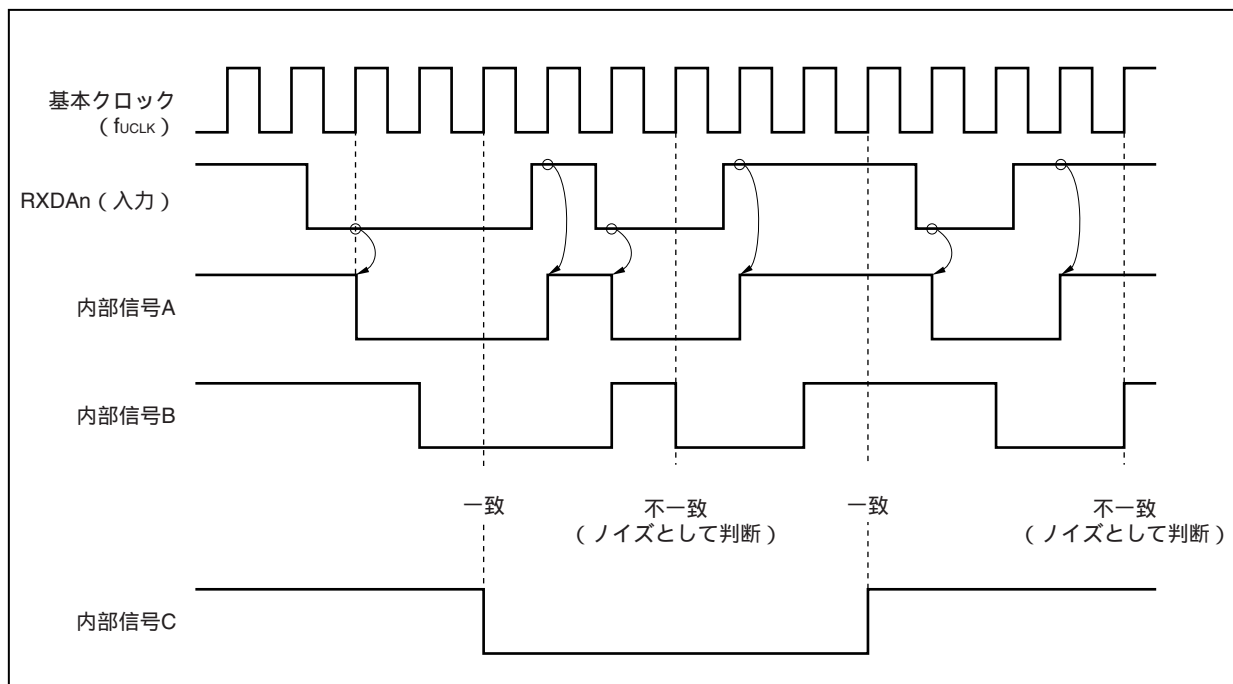 基本クロック
（fUCLK）
RXDAn（入力）
内部信号A
内部信号B
一致
不一致
（ノイズとして判断）
一致
不一致
（ノイズとして判断）
内部信号C